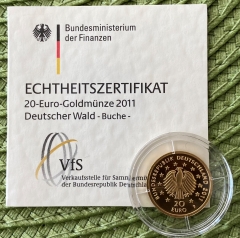 Bundesministerium
der Finanzen
ECHTHEITSZERTIFIKAT
20-Euro-Goldmünze 2011
Deutscher Wald -Buche-
VfS
Verkaufsstelle für
der Bundesrepublik
BUNDESREPUBLIK DEUTSCHLAND
20
EURO